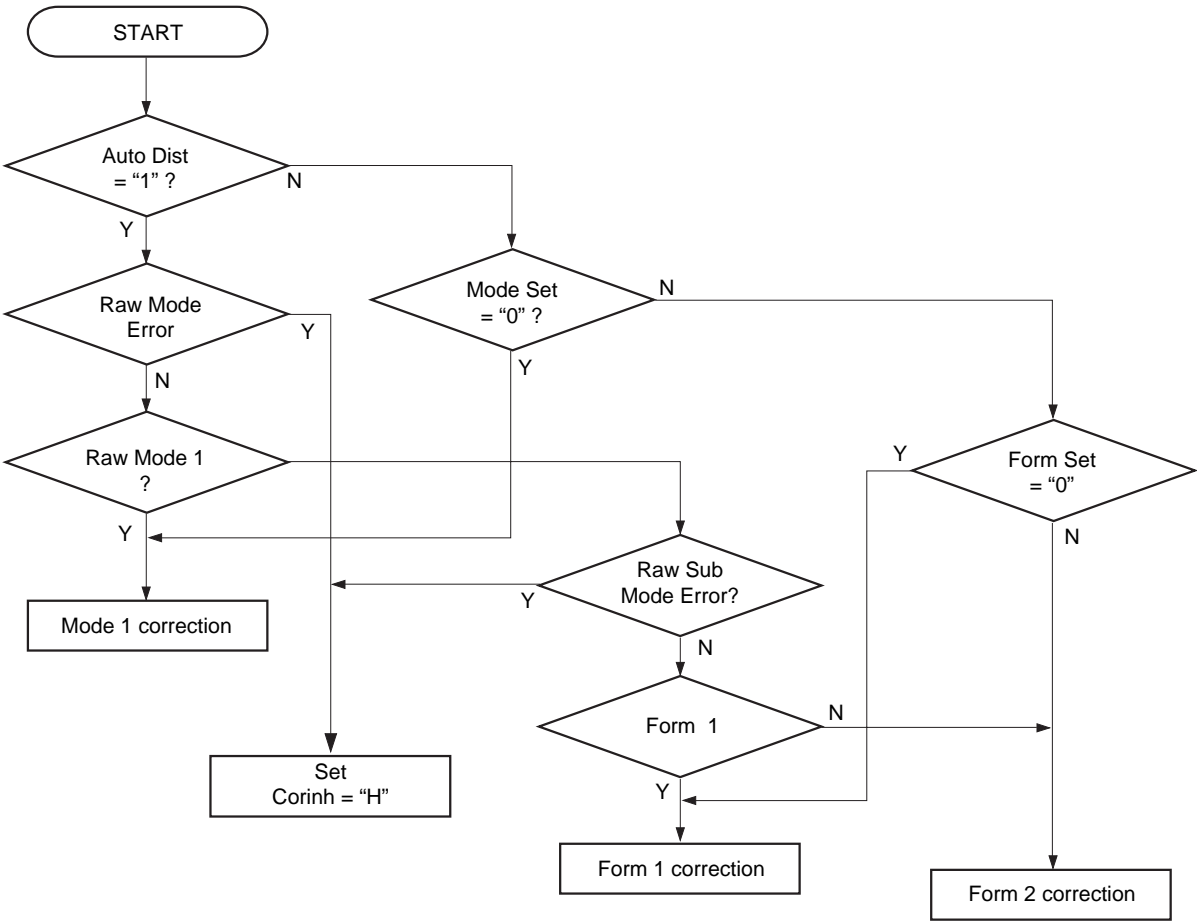 START
Auto Dist
= “1” ?
N
Y
Mode Set
= “0” ?
N
Y
Raw Mode
Error
Y
N
Raw Mode 1
?
Y
Form Set
= “0”
Y
N
Raw Sub
Mode Error?
Y
N
Mode 1 correction
Form 1
N
Y
Set
Corinh = “H”
Form 1 correction
Form 2 correction